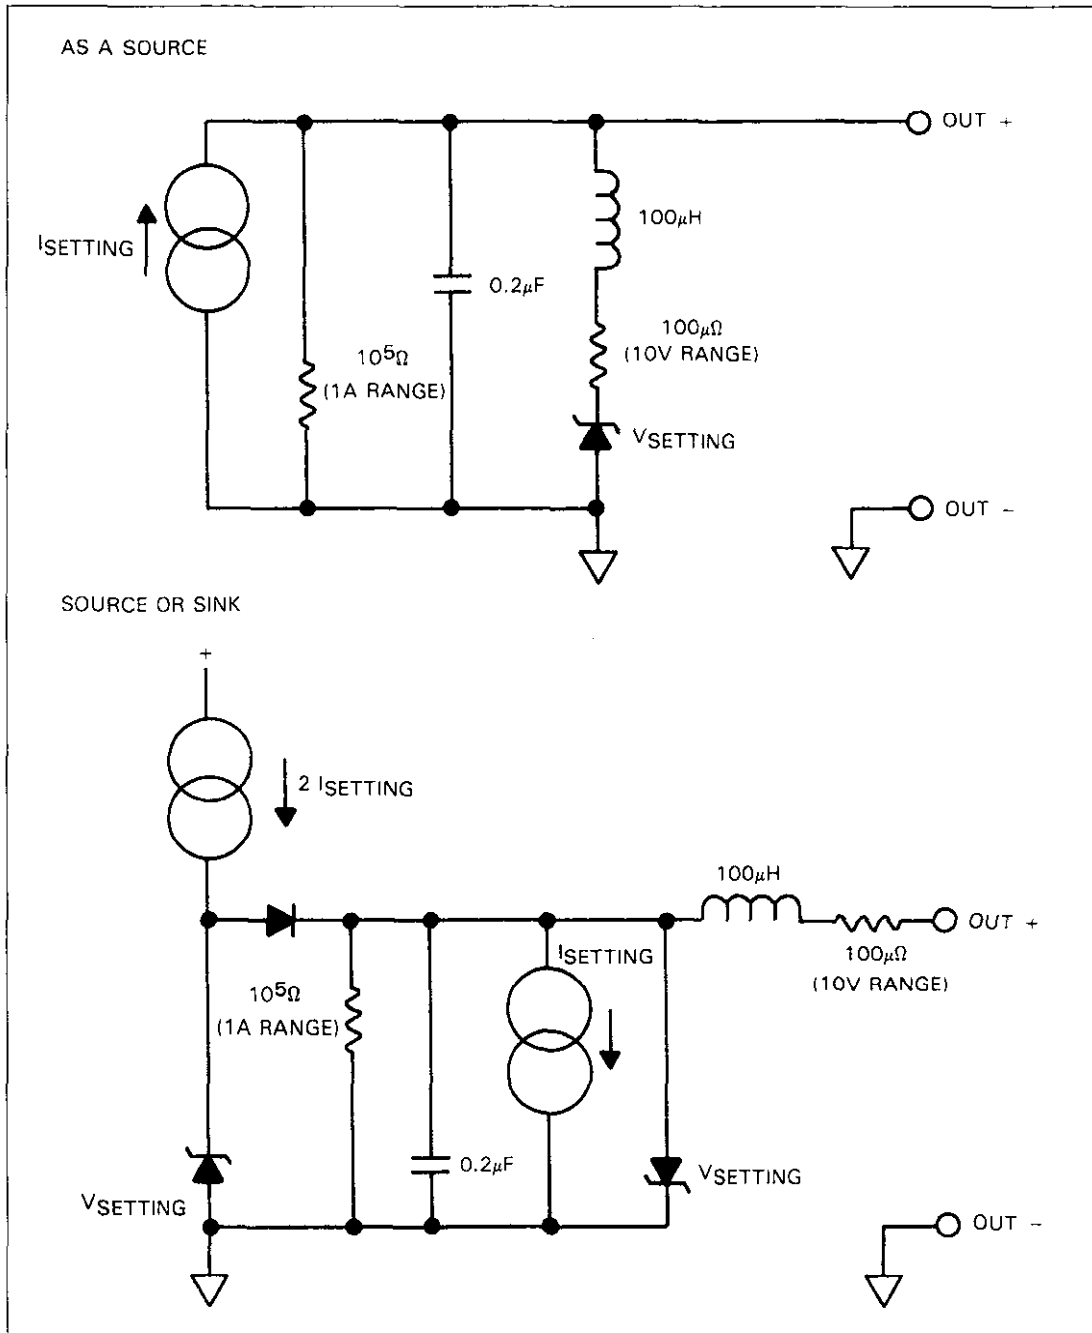 AS A SOURCE
OUT +
ISETTING
100μH
0.2μF
100μΩ
(10V RANGE)
10⁵Ω
(1A RANGE)
VSETTING
OUT -
SOURCE OR SINK
+
2 ISETTING
100μH
OUT +
100μΩ
(10V RANGE)
ISETTING
10⁵Ω
(1A RANGE)
0.2μF
VSETTING
VSETTING
OUT -